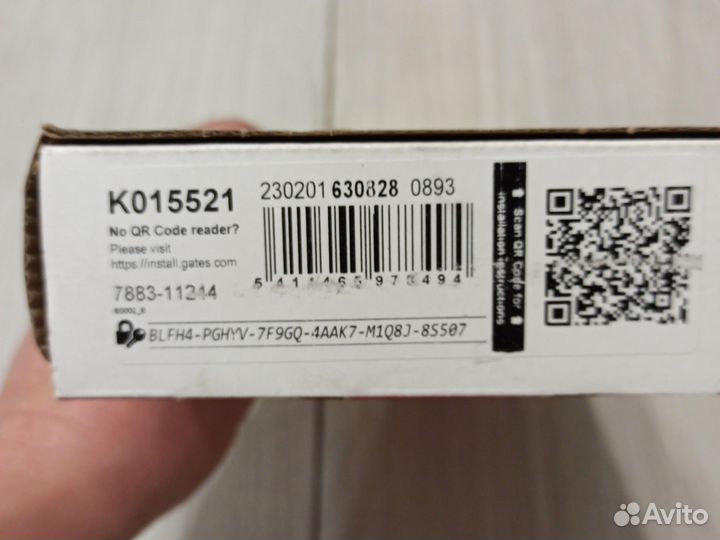 K015521
230201 630828 0893
No QR Code reader?
Please visit
https://install.gates.com
7883-11244
BLFH4-PGHYV-7F9GQ-4AAK7-M1Q8J-8S507
Scan QR Code for
installation instructions
Avito